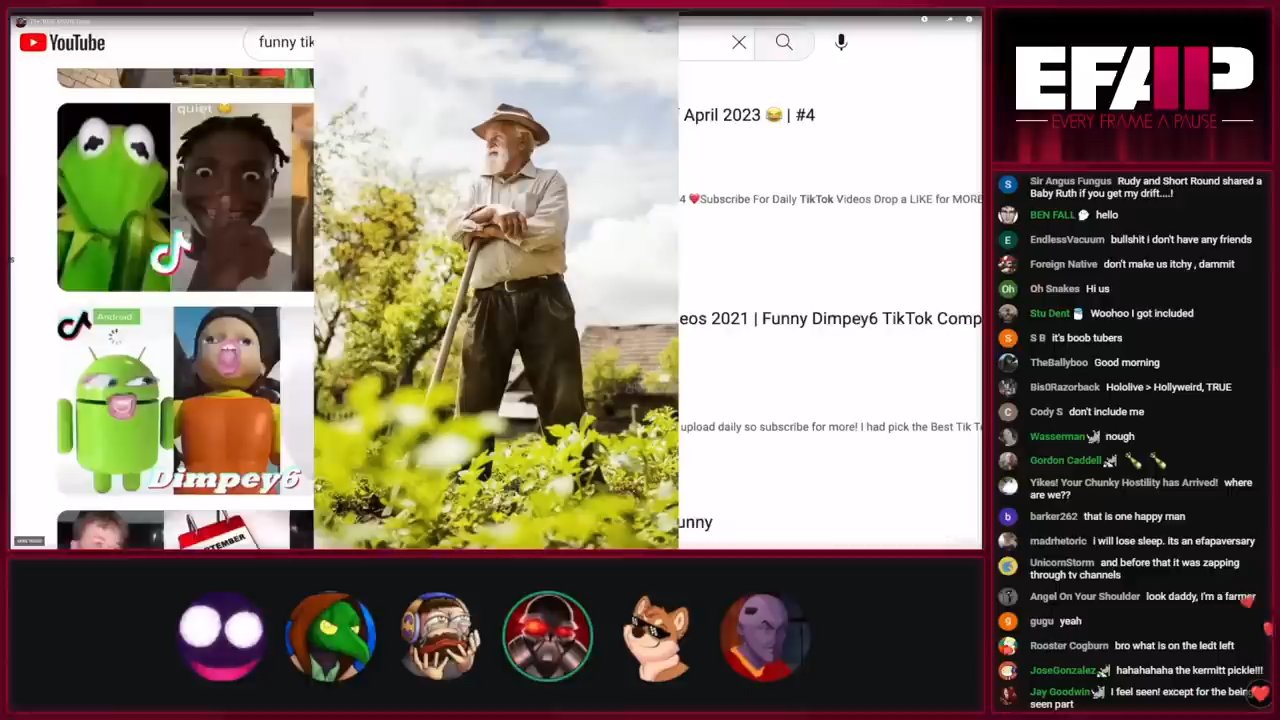 YouTube
funny tik
April 2023 😂 | #4
quiet
4 ❤️Subscribe For Daily TikTok Videos Drop a LIKE for MORE
eos 2021 | Funny Dimpey6 TikTok Comp
Android
upload daily so subscribe for more! I had pick the Best Tik T
Dimpey6
SEPTEMBER
unny
EFAP
EVERY FRAME A PAUSE
S Sir Angus Fungus Rudy and Short Round shared a
Baby Ruth if you get my drift....!
BEN FALL hello
E EndlessVacuum bullshit i don't have any friends
Foreign Native don't make us itchy , dammit
Oh Oh Snakes Hi us
Stu Dent Woohoo I got included
S S B it's boob tubers
TheBallyboo Good morning
Bis0Razorback Hololive > Hollyweird, TRUE
C Cody S don't include me
Wasserman nough
Gordon Caddell
Yikes! Your Chunky Hostility has Arrived! where
are we??
b barker262 that is one happy man
madrhetoric i will lose sleep. its an efapaversary
UnicornStorm and before that it was zapping
through tv channels
Angel On Your Shoulder look daddy, I'm a farmer
g gugu yeah
Rooster Cogburn bro what is on the ledt left
JoseGonzalez hahahahaha the kermitt pickle!!!
Jay Goodwin I feel seen! except for the being
seen part